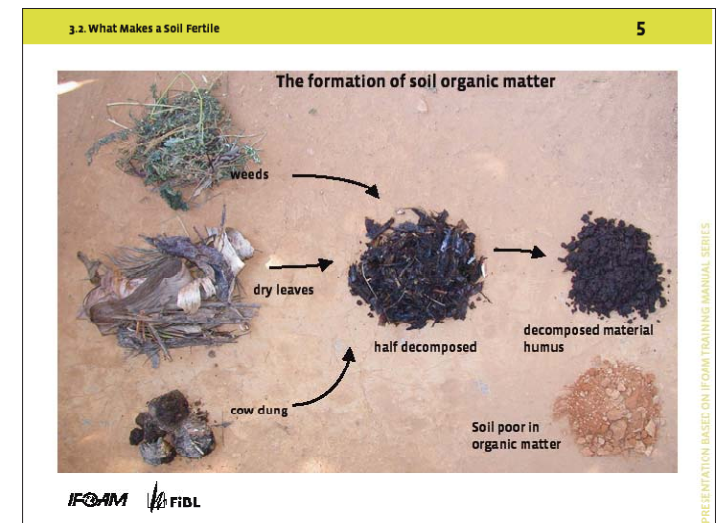 3.2. What Makes a Soil Fertile
5
The formation of soil organic matter
weeds
dry leaves
half decomposed
decomposed material
humus
cow dung
Soil poor in
organic matter
IFOAM
FiBL
PRESENTATION BASED ON IFOAM TRAINING MANUAL SERIES